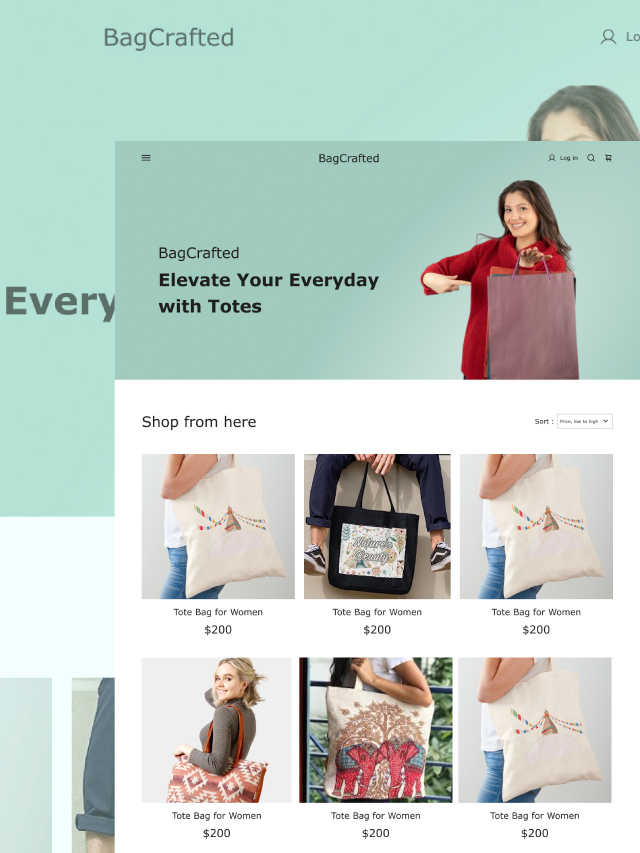 BagCrafted
Lo
Every
BagCrafted
Log in
BagCrafted
Elevate Your Everyday
with Totes
Shop from here
Sort :
Price, low to high
Nature's
Beauty
Tote Bag for Women
Tote Bag for Women
Tote Bag for Women
$200
$200
$200
Tote Bag for Women
Tote Bag for Women
Tote Bag for Women
$200
$200
$200